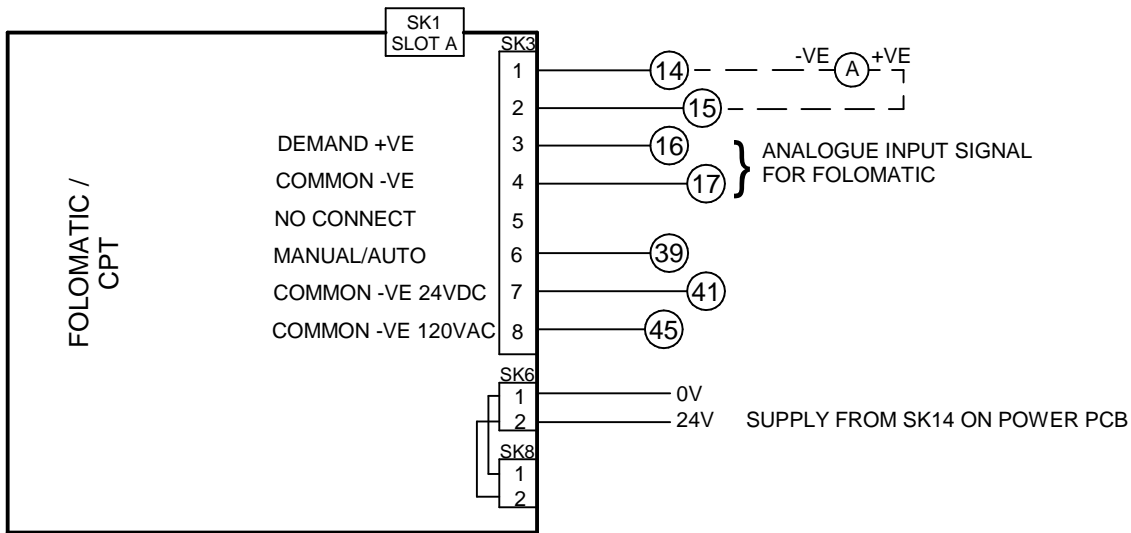 SK1
SLOT A
SK3
1 14 -VE A +VE
2 15
DEMAND +VE 3 16
COMMON -VE 4 17
ANALOGUE INPUT SIGNAL
FOR FOLOMATIC
NO CONNECT 5
MANUAL/AUTO 6 39
COMMON -VE 24VDC 7 41
COMMON -VE 120VAC 8 45
FOLOMATIC /
CPT
SK6
1 0V
2 24V SUPPLY FROM SK14 ON POWER PCB
SK8
1
2